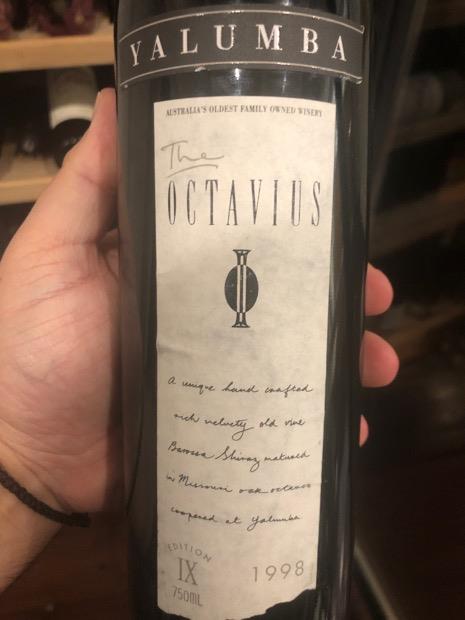 YALUMBA
AUSTRALIA'S OLDEST FAMILY OWNED WINERY
The
OCTAVIUS
A unique hand crafted
rich velvety old vine
Barossa Shiraz matured
in Missouri oak octaves
coopered at Yalumba
EDITION
IX
750ML
1998